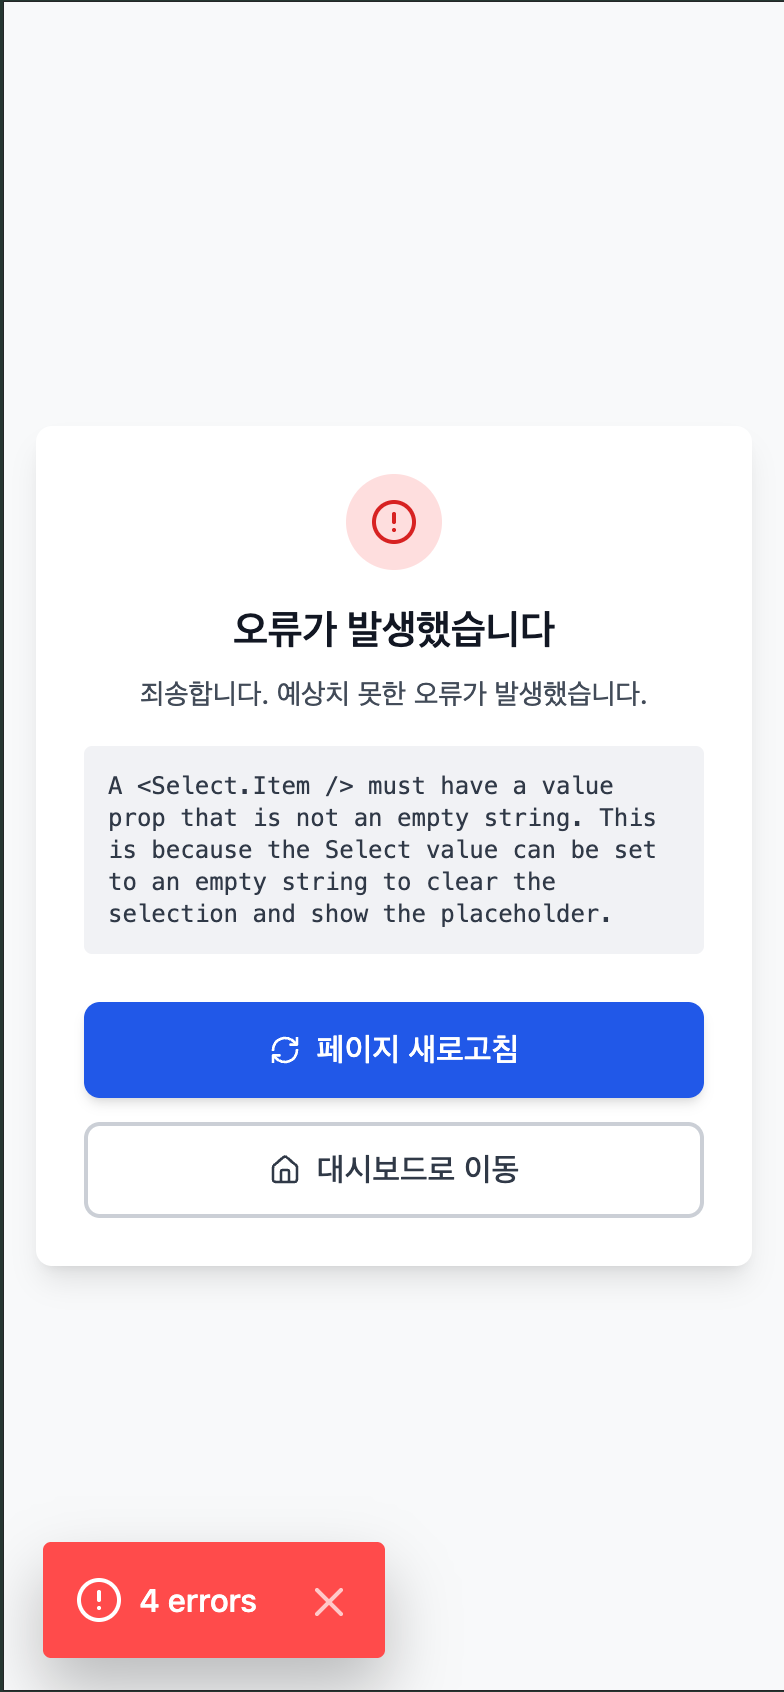 오류가 발생했습니다
죄송합니다. 예상치 못한 오류가 발생했습니다.
A <Select.Item /> must have a value
prop that is not an empty string. This
is because the Select value can be set
to an empty string to clear the
selection and show the placeholder.
페이지 새로고침
대시보드로 이동
4 errors